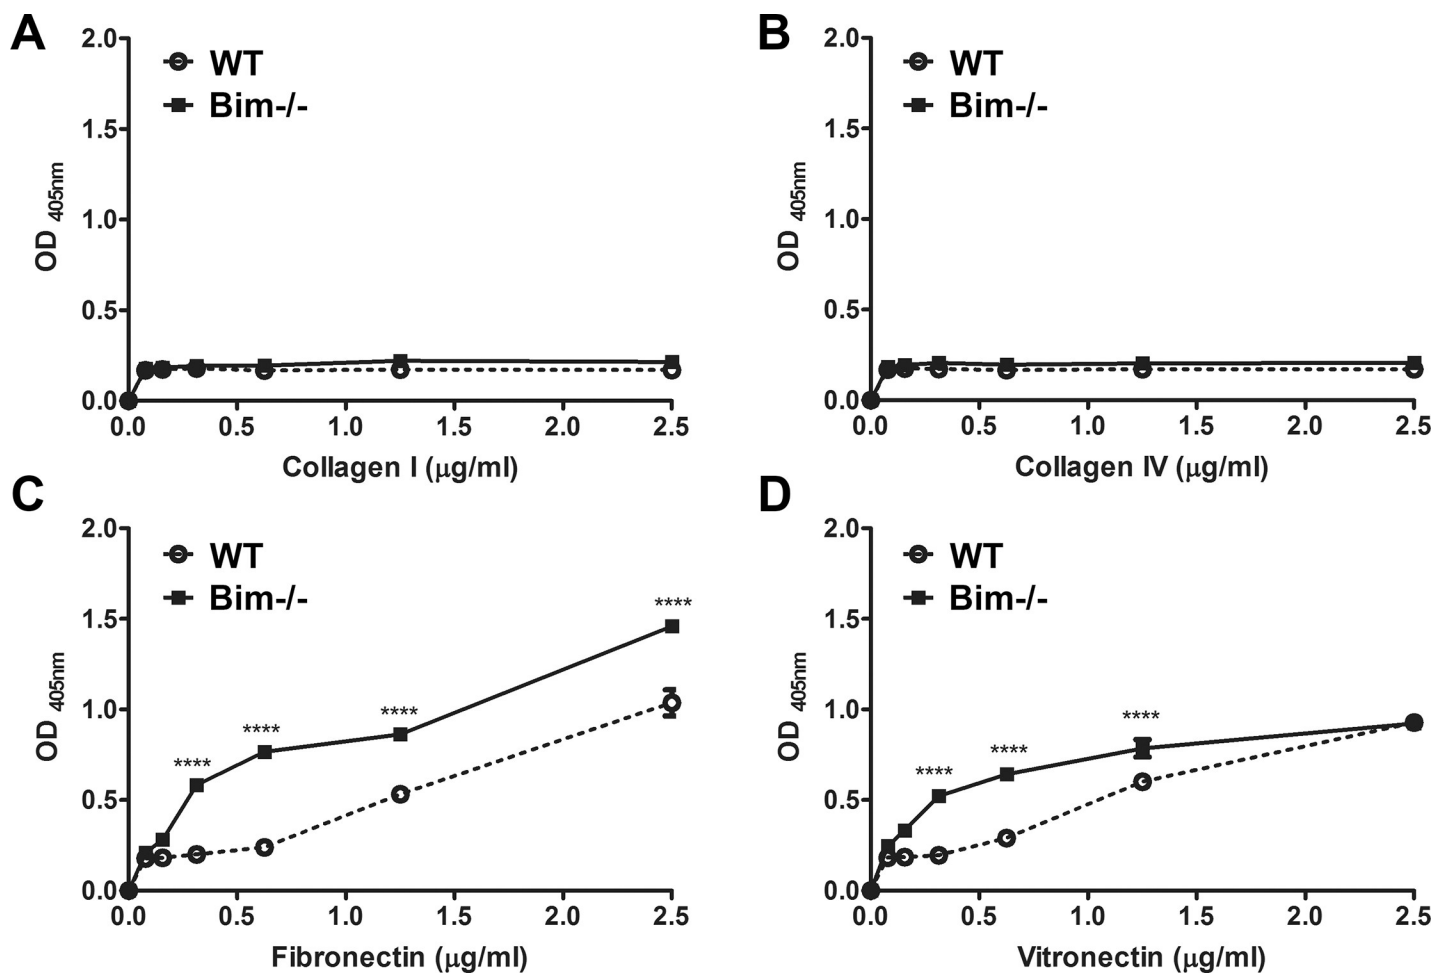 A
2.0
WT
Bim-/-
1.5
1.0
0.5
0.0
OD 405nm
0.0 0.5 1.0 1.5 2.0 2.5
Collagen I (μg/ml)
B
2.0
WT
Bim-/-
1.5
1.0
0.5
0.0
OD 405nm
0.0 0.5 1.0 1.5 2.0 2.5
Collagen IV (μg/ml)
C
2.0
WT
Bim-/-
1.5
1.0
0.5
0.0
OD 405nm
****
****
****
****
0.0 0.5 1.0 1.5 2.0 2.5
Fibronectin (μg/ml)
D
2.0
WT
Bim-/-
1.5
1.0
0.5
0.0
OD 405nm
****
****
****
0.0 0.5 1.0 1.5 2.0 2.5
Vitronectin (μg/ml)